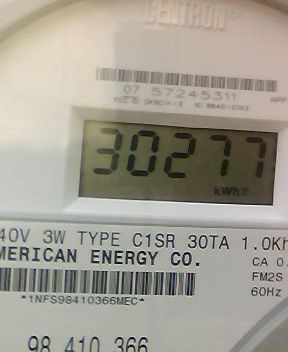 CENTRON®
07 57245311
30277
kWh
40V 3W TYPE C1SR 30TA 1.0Kh
MERICAN ENERGY CO.
CA 0.
FM2S
60Hz
*1NFS98410366MEC*
98 410 366